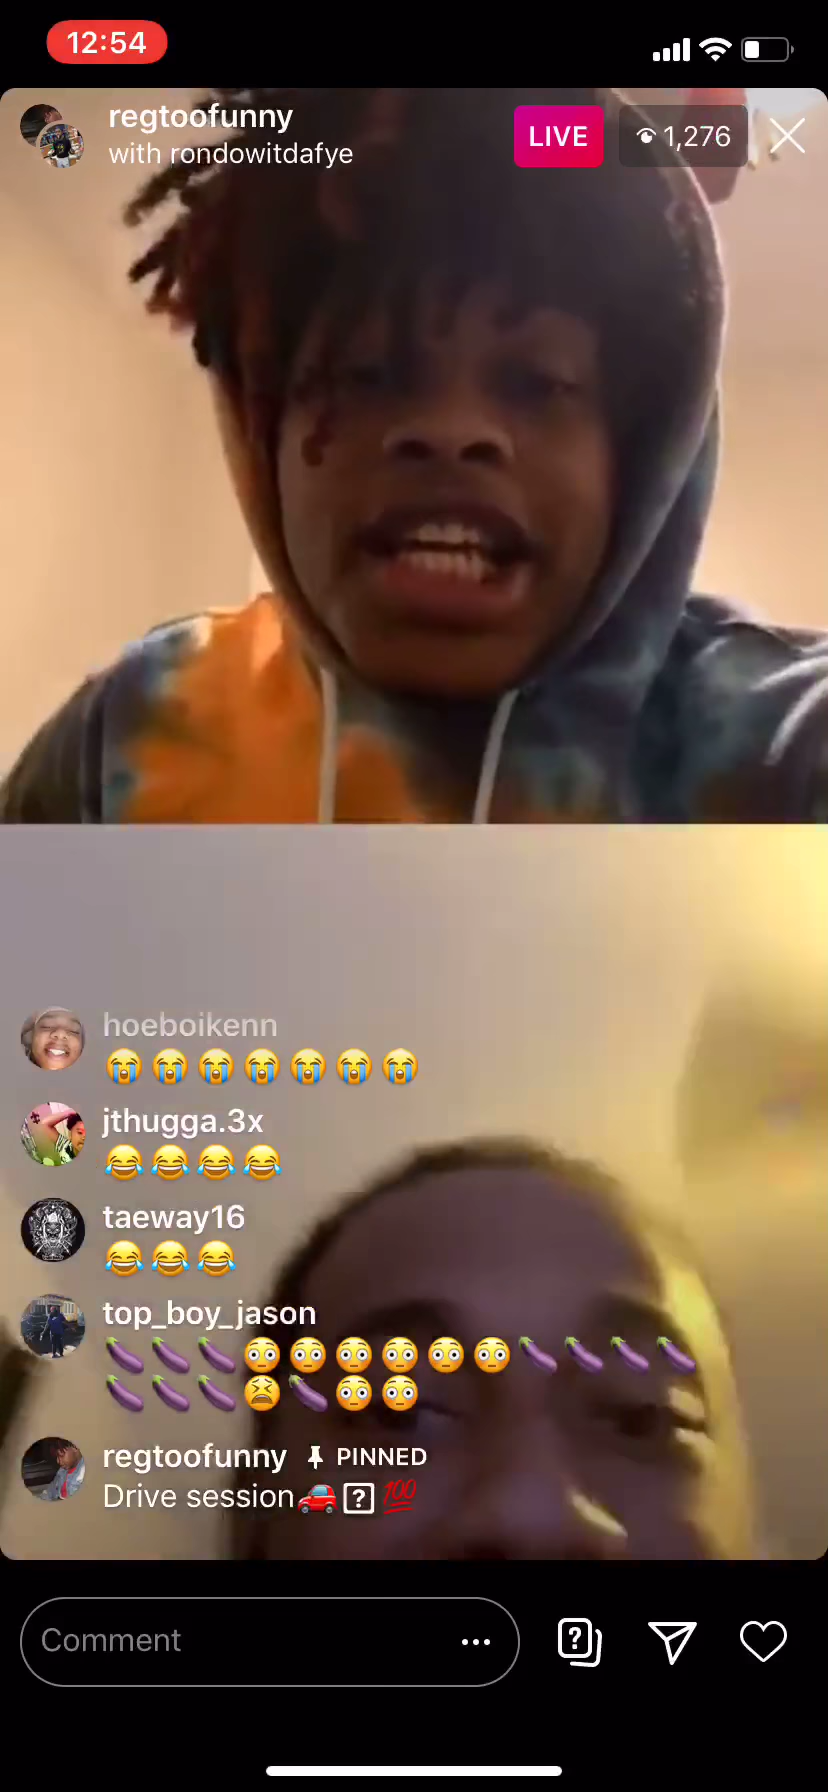 12:54
regtoofunny
with rondowitdafye
LIVE
1,276
hoeboikenn
😭😭😭😭😭😭😭
jthugga.3x
😂😂😂😂
taeway16
😂😂😂
top_boy_jason
🍆🍆🍆😳😳😳😳😳😳🍆🍆🍆🍆
🍆🍆🍆😫🍆😳😳
regtoofunny PINNED
Drive session🚗⍰💯
Comment